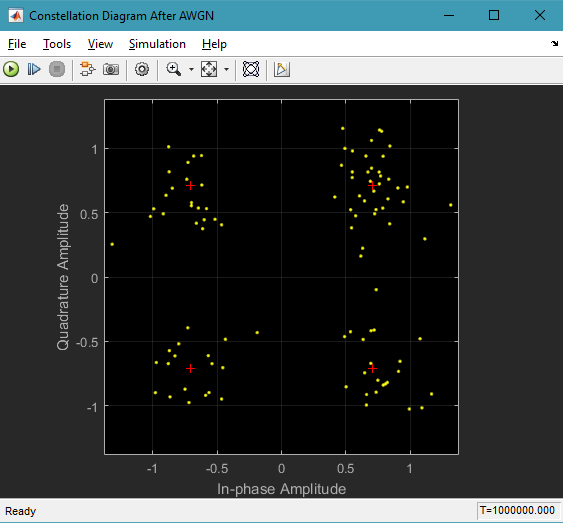 Constellation Diagram After AWGN
File Tools View Simulation Help
1
0.5
0
-0.5
-1
Quadrature Amplitude
-1 -0.5 0 0.5 1
In-phase Amplitude
Ready T=1000000.000